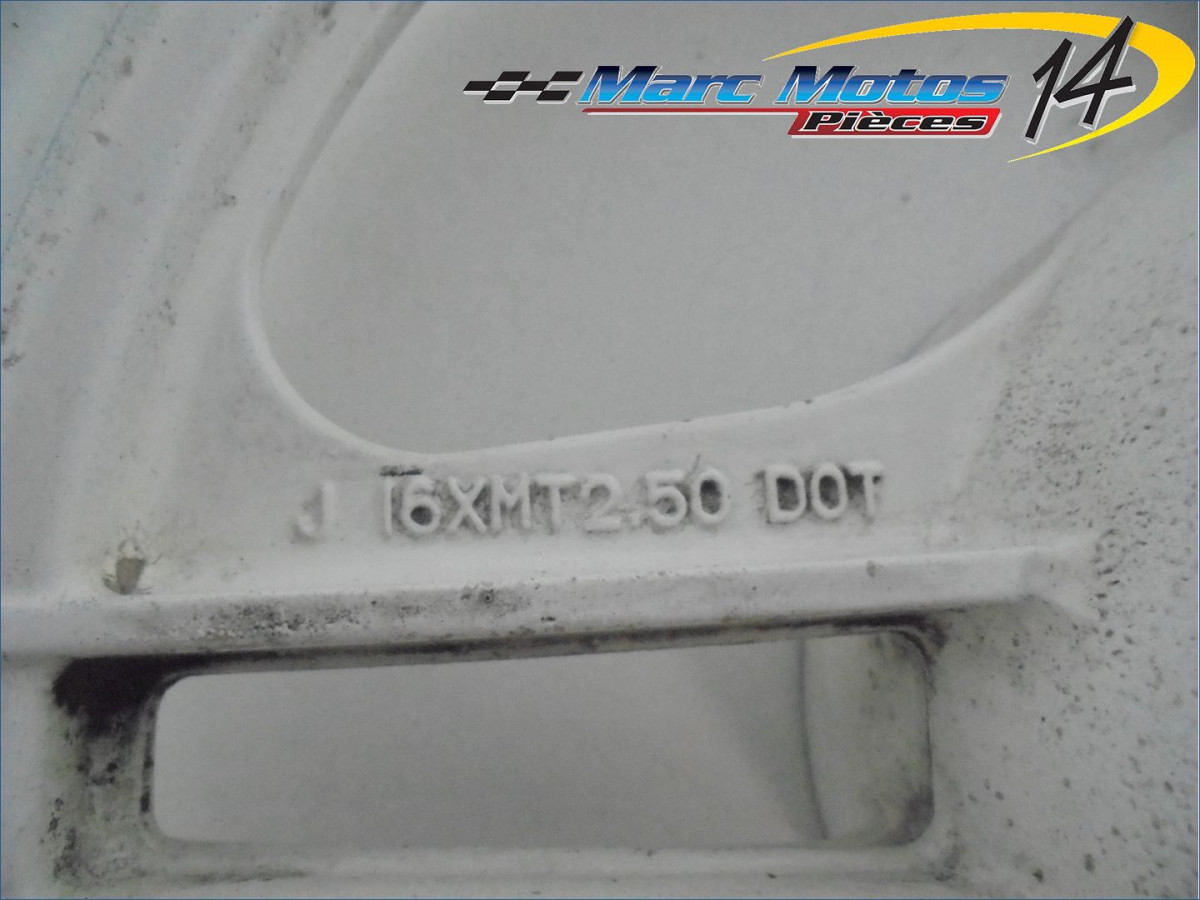 Marc Motos 14
Pièces
J 16XMT2.50 DOT